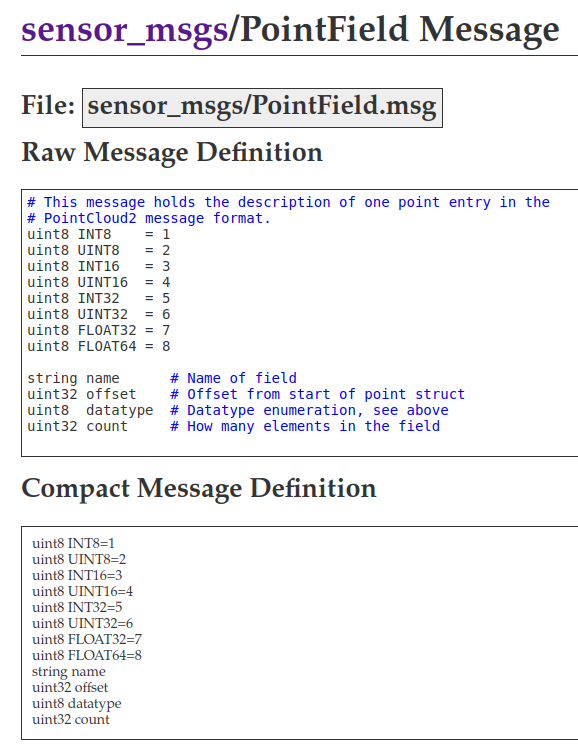 sensor_msgs/PointField Message
File: sensor_msgs/PointField.msg
Raw Message Definition
# This message holds the description of one point entry in the
# PointCloud2 message format.
uint8 INT8    = 1
uint8 UINT8   = 2
uint8 INT16   = 3
uint8 UINT16  = 4
uint8 INT32   = 5
uint8 UINT32  = 6
uint8 FLOAT32 = 7
uint8 FLOAT64 = 8
string name      # Name of field
uint32 offset    # Offset from start of point struct
uint8  datatype  # Datatype enumeration, see above
uint32 count     # How many elements in the field
Compact Message Definition
uint8 INT8=1
uint8 UINT8=2
uint8 INT16=3
uint8 UINT16=4
uint8 INT32=5
uint8 UINT32=6
uint8 FLOAT32=7
uint8 FLOAT64=8
string name
uint32 offset
uint8 datatype
uint32 count